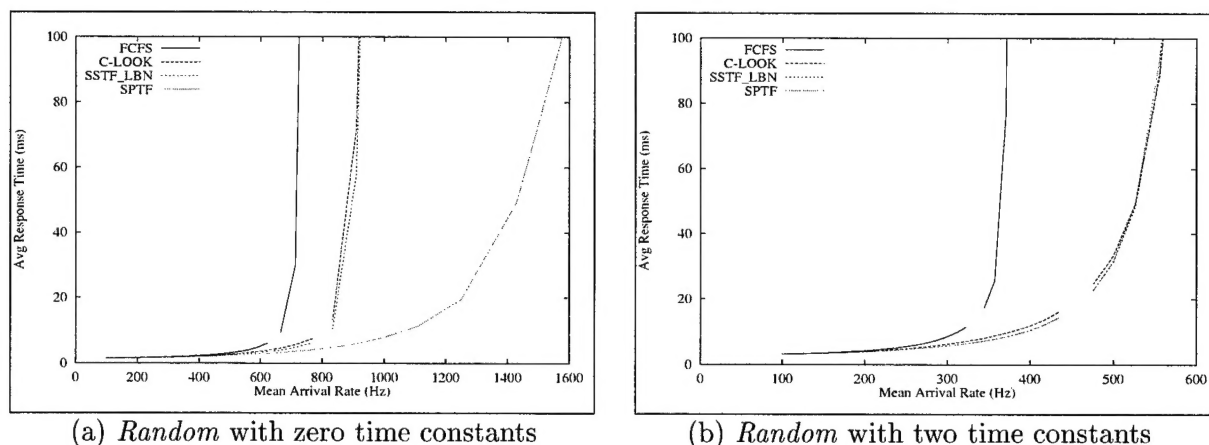 100
80
60
40
20
0
Avg Response Time (ms)
FCFS
C-LOOK
SSTF_LBN
SPTF
0 200 400 600 800 1000 1200 1400 1600
Mean Arrival Rate (Hz)
(a) Random with zero time constants
100
80
60
40
20
0
Avg Response Time (ms)
FCFS
C-LOOK
SSTF_LBN
SPTF
0 100 200 300 400 500 600
Mean Arrival Rate (Hz)
(b) Random with two time constants